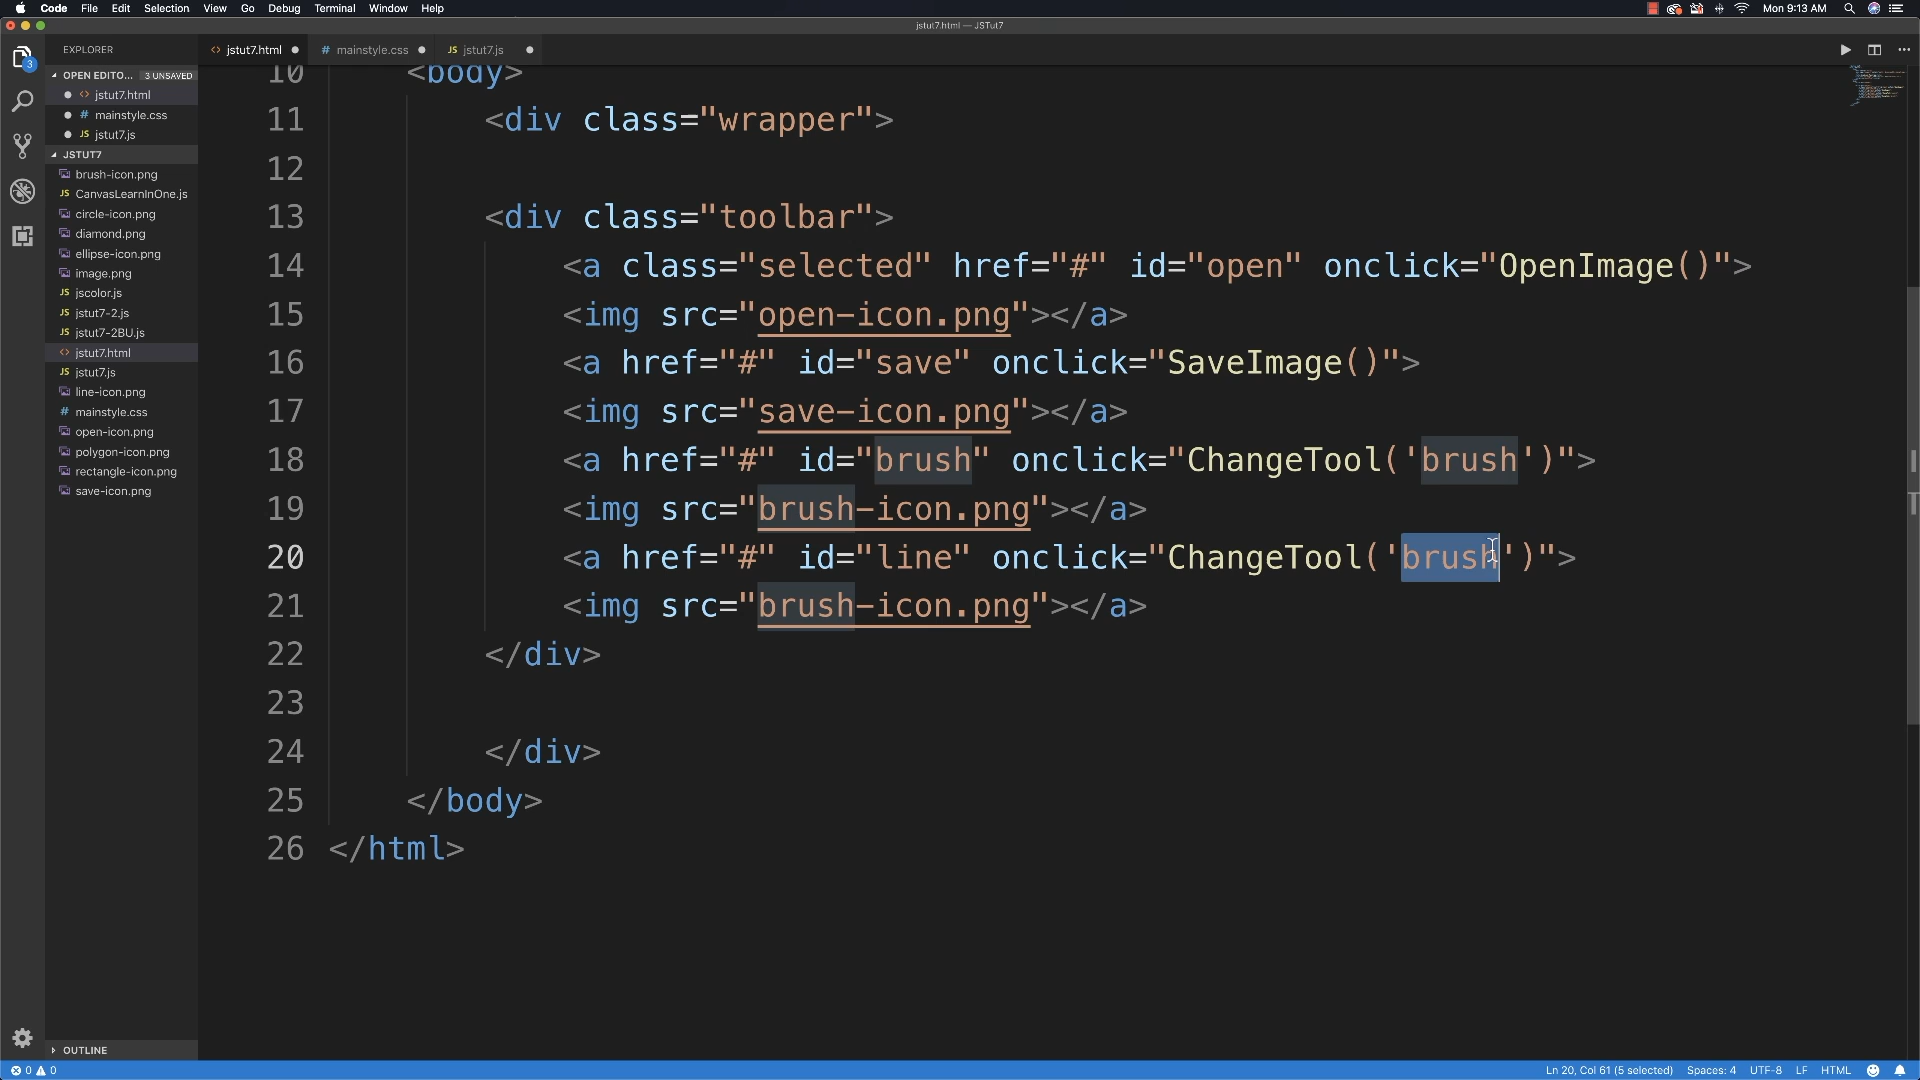 Code File Edit Selection View Go Debug Terminal Window Help
Mon 9:13 AM
jstut7.html — JSTut7
EXPLORER
OPEN EDITO... 3 UNSAVED
jstut7.html
mainstyle.css
jstut7.js
JSTUT7
brush-icon.png
CanvasLearnInOne.js
circle-icon.png
diamond.png
ellipse-icon.png
image.png
jscolor.js
jstut7-2.js
jstut7-2BU.js
jstut7.html
jstut7.js
line-icon.png
mainstyle.css
open-icon.png
polygon-icon.png
rectangle-icon.png
save-icon.png
OUTLINE
3
<> jstut7.html # mainstyle.css JS jstut7.js
10 <body>
11 <div class="wrapper">
12
13 <div class="toolbar">
14 <a class="selected" href="#" id="open" onclick="OpenImage()">
15 <img src="open-icon.png"></a>
16 <a href="#" id="save" onclick="SaveImage()">
17 <img src="save-icon.png"></a>
18 <a href="#" id="brush" onclick="ChangeTool('brush')">
19 <img src="brush-icon.png"></a>
20 <a href="#" id="line" onclick="ChangeTool('brush')">
21 <img src="brush-icon.png"></a>
22 </div>
23
24 </div>
25 </body>
26 </html>
0 0
Ln 20, Col 61 (5 selected) Spaces: 4 UTF-8 LF HTML